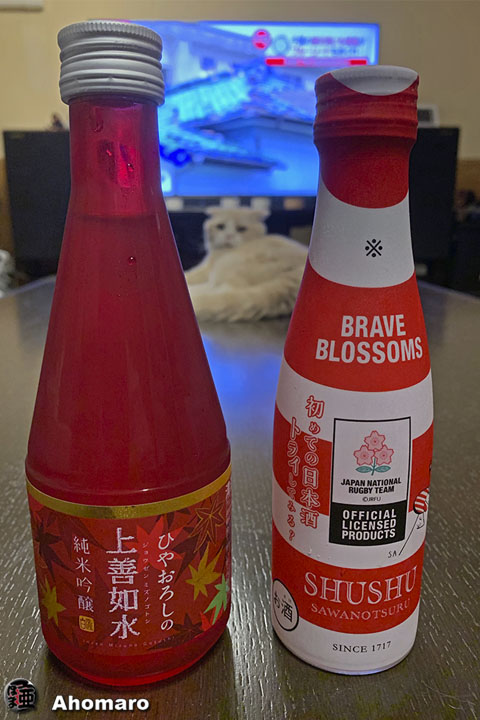 ひやおろしの
上善如水
ジョウゼンミズノゴトシ
純米吟醸
※
BRAVE
BLOSSOMS
初めての日本酒
トライしてみる?
JAPAN NATIONAL
RUGBY TEAM
©JRFU
OFFICIAL
LICENSED
PRODUCTS
SHUSHU
SAWANOTSURU
SINCE 1717
お酒
Ahomaro